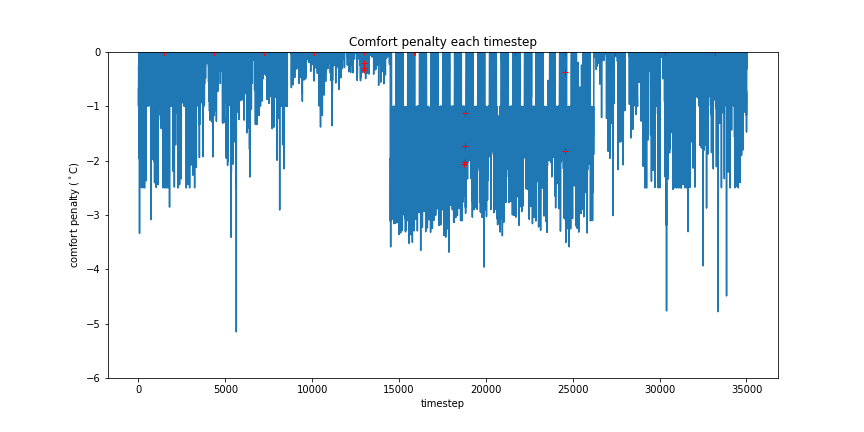 Comfort penalty each timestep
comfort penalty (°C)
0
−1
−2
−3
−4
−5
−6
0 5000 10000 15000 20000 25000 30000 35000
timestep